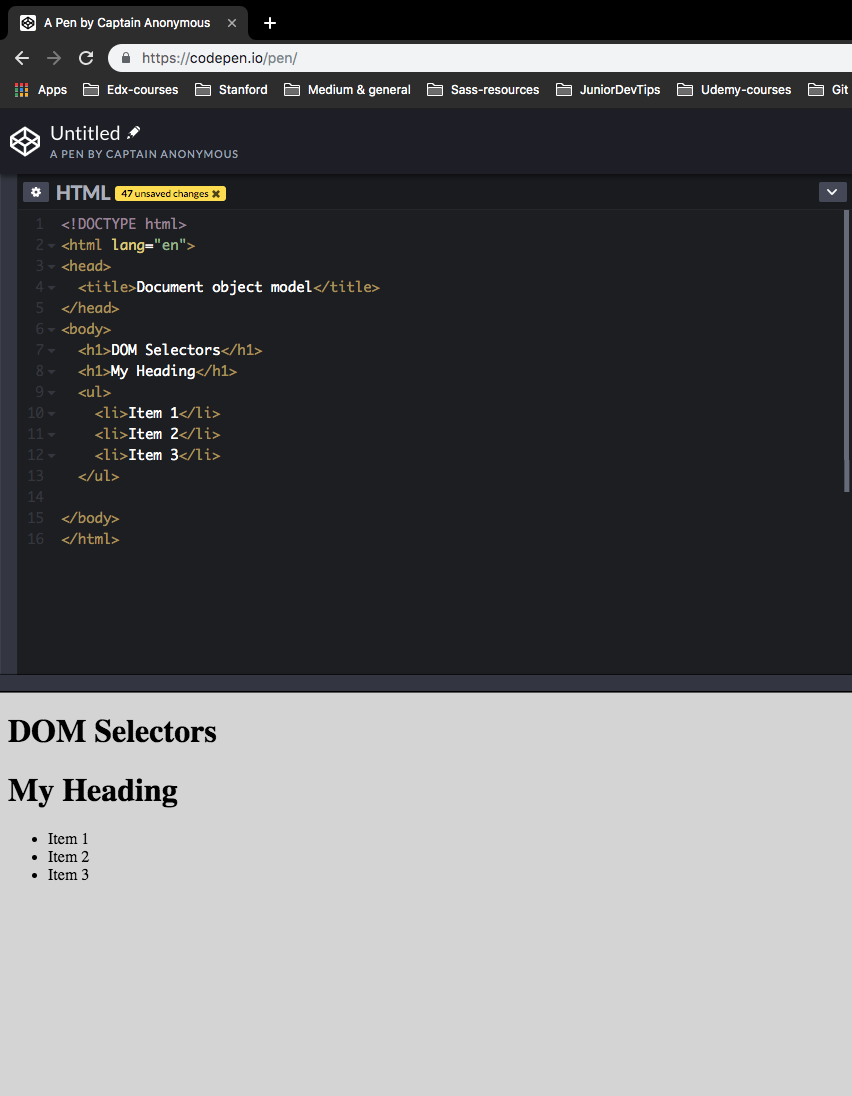 A Pen by Captain Anonymous
https://codepen.io/pen/
Apps Edx-courses Stanford Medium & general Sass-resources JuniorDevTips Udemy-courses Git
Untitled
A PEN BY CAPTAIN ANONYMOUS
HTML 47 unsaved changes
1 <!DOCTYPE html>
2 <html lang="en">
3 <head>
4 <title>Document object model</title>
5 </head>
6 <body>
7 <h1>DOM Selectors</h1>
8 <h1>My Heading</h1>
9 <ul>
10 <li>Item 1</li>
11 <li>Item 2</li>
12 <li>Item 3</li>
13 </ul>
14
15 </body>
16 </html>
DOM Selectors
My Heading
• Item 1
• Item 2
• Item 3